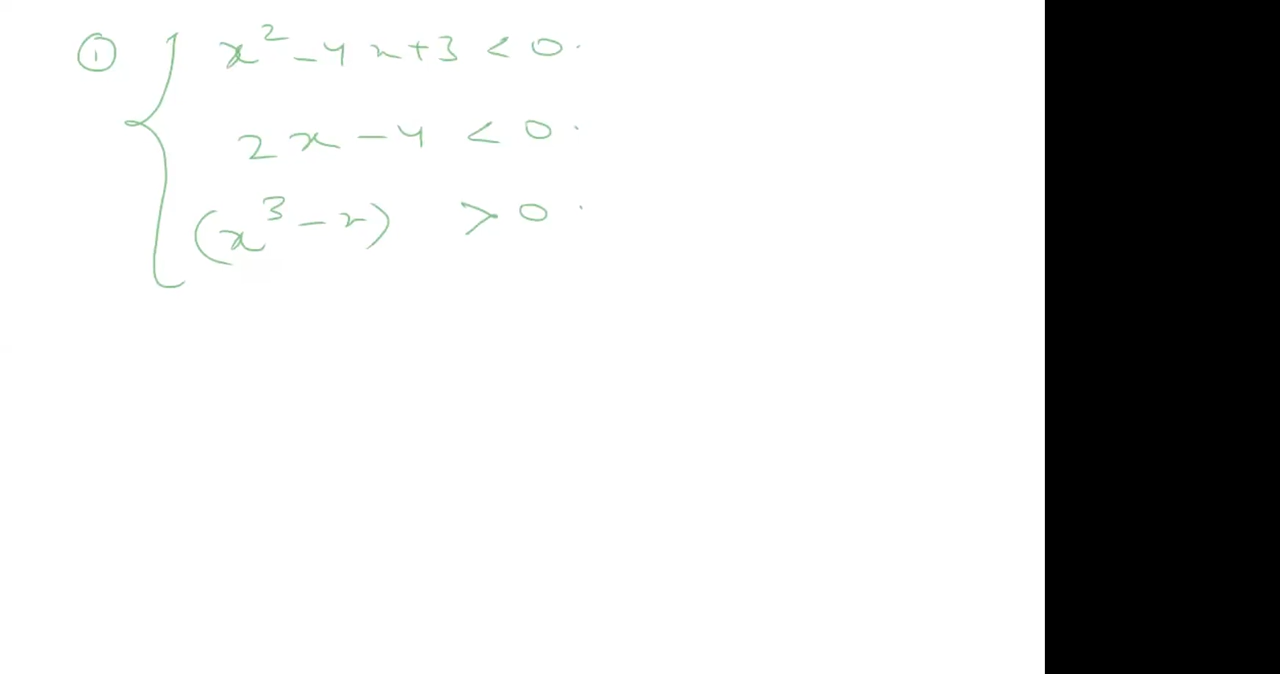 ① { x² - 4x + 3 < 0.
2x - 4 < 0.
(x³ - x) > 0.